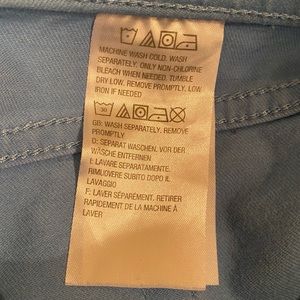 MACHINE WASH COLD. WASH
SEPARATELY. ONLY NON-CHLORINE
BLEACH WHEN NEEDED. TUMBLE
DRY LOW. REMOVE PROMPTLY. LOW
IRON IF NEEDED
30
GB: WASH SEPARATELY. REMOVE
PROMPTLY
D: SEPARAT WASCHEN. VOR DER
WÄSCHE ENTFERNEN
I: LAVARE SEPARATAMENTE.
RIMUOVERE SUBITO DOPO IL
LAVAGGIO
F: LAVER SÉPARÉMENT. RETIRER
RAPIDEMENT DE LA MACHINE À
LAVER